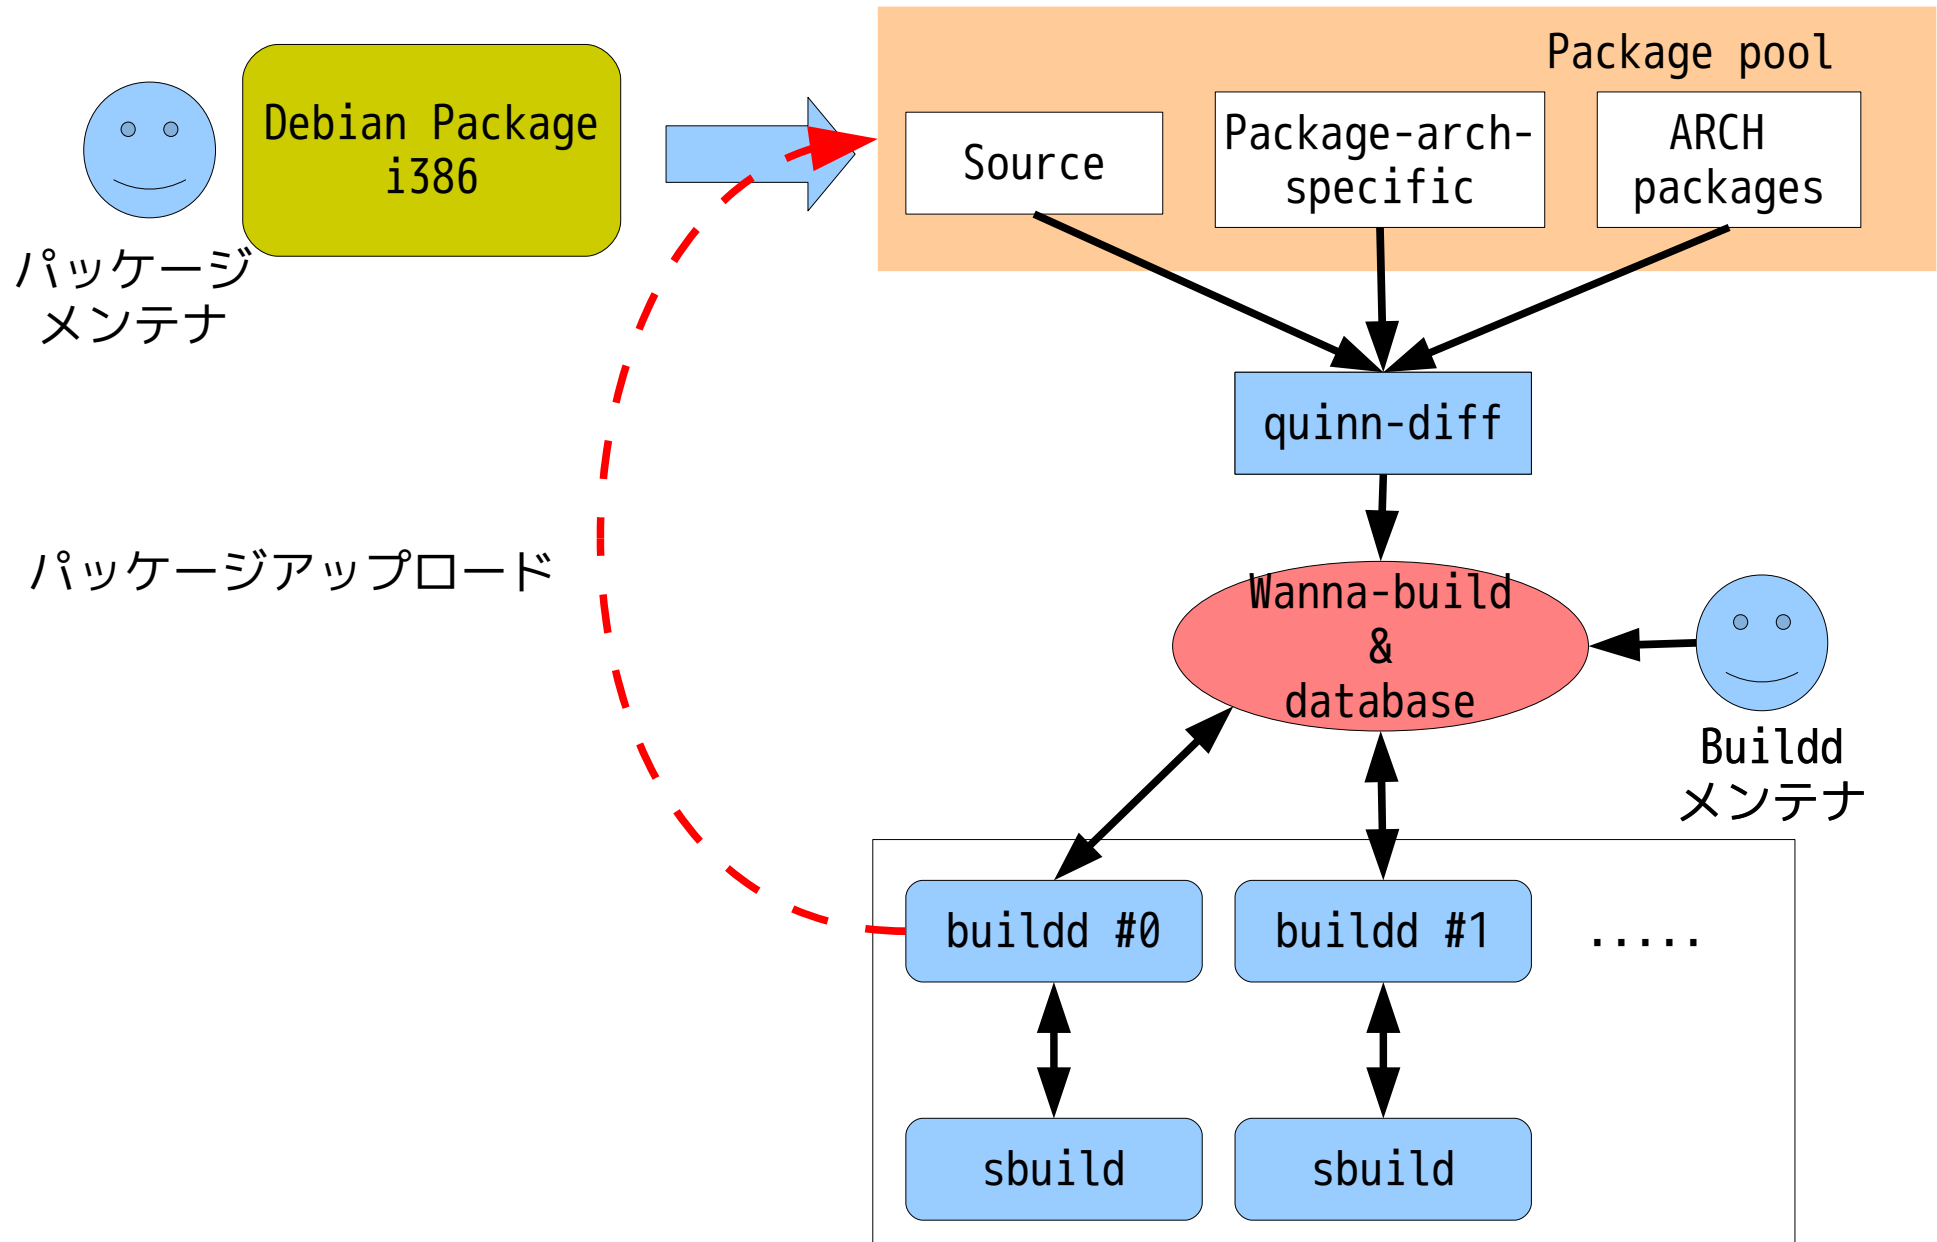 Package pool
Debian Package
i386
Source
Package-arch-
specific
ARCH
packages
パッケージ
メンテナ
quinn-diff
パッケージアップロード
Wanna-build
&
database
Buildd
メンテナ
buildd #0
buildd #1
.....
sbuild
sbuild